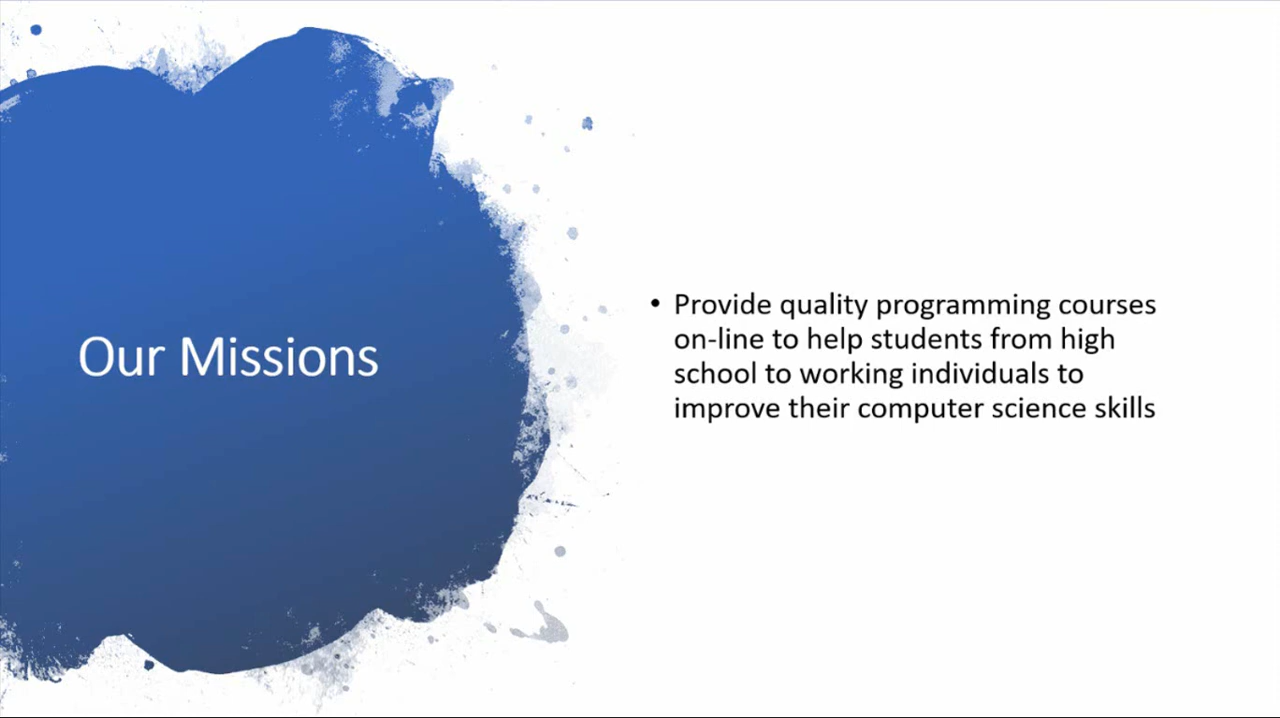 Our Missions
• Provide quality programming courses
on-line to help students from high
school to working individuals to
improve their computer science skills